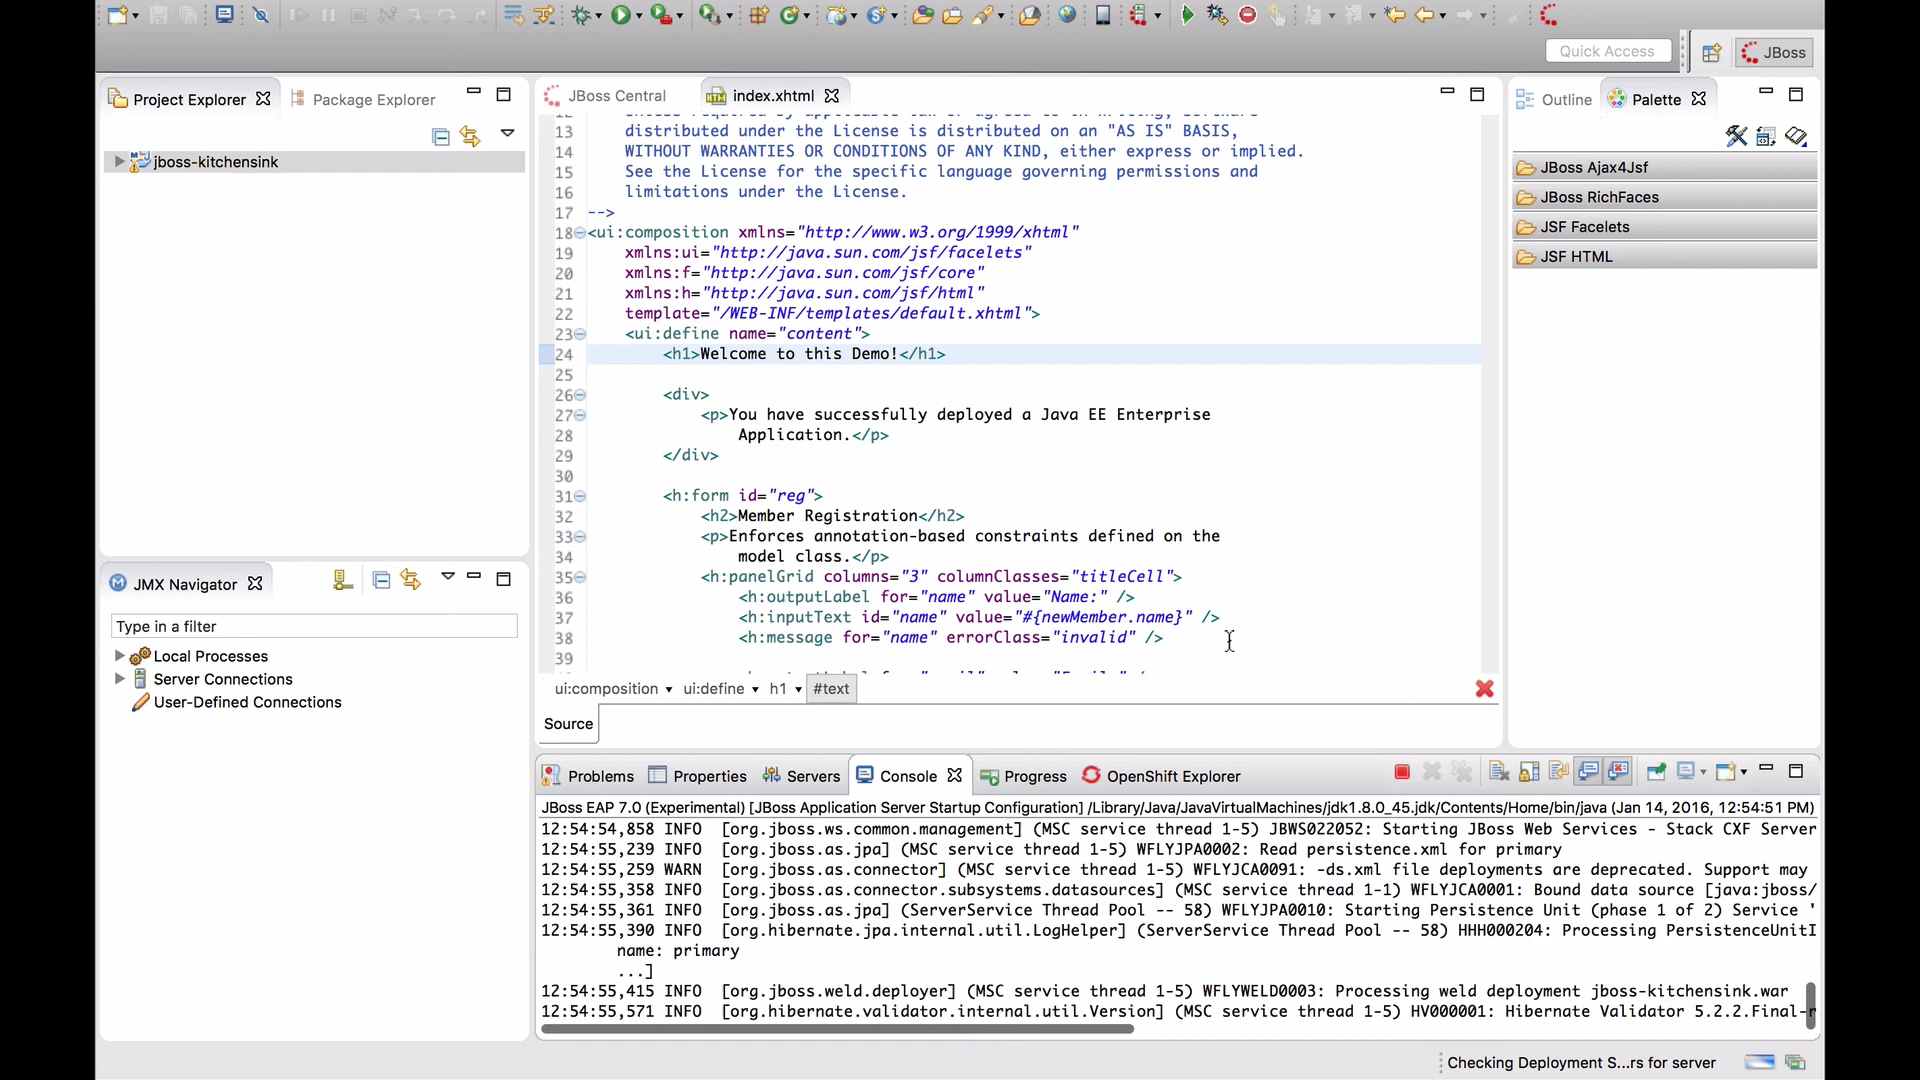 Quick Access
JBoss
Project Explorer
Package Explorer
jboss-kitchensink
JMX Navigator
Type in a filter
Local Processes
Server Connections
User-Defined Connections
JBoss Central
index.xhtml
13 distributed under the License is distributed on an "AS IS" BASIS,
14 WITHOUT WARRANTIES OR CONDITIONS OF ANY KIND, either express or implied.
15 See the License for the specific language governing permissions and
16 limitations under the License.
17 -->
18 <ui:composition xmlns="http://www.w3.org/1999/xhtml"
19 xmlns:ui="http://java.sun.com/jsf/facelets"
20 xmlns:f="http://java.sun.com/jsf/core"
21 xmlns:h="http://java.sun.com/jsf/html"
22 template="/WEB-INF/templates/default.xhtml">
23 <ui:define name="content">
24 <h1>Welcome to this Demo!</h1>
25
26 <div>
27 <p>You have successfully deployed a Java EE Enterprise
28 Application.</p>
29 </div>
30
31 <h:form id="reg">
32 <h2>Member Registration</h2>
33 <p>Enforces annotation-based constraints defined on the
34 model class.</p>
35 <h:panelGrid columns="3" columnClasses="titleCell">
36 <h:outputLabel for="name" value="Name:" />
37 <h:inputText id="name" value="#{newMember.name}" />
38 <h:message for="name" errorClass="invalid" />
39
ui:composition ui:define h1 #text
Source
Outline
Palette
JBoss Ajax4Jsf
JBoss RichFaces
JSF Facelets
JSF HTML
Problems
Properties
Servers
Console
Progress
OpenShift Explorer
JBoss EAP 7.0 (Experimental) [JBoss Application Server Startup Configuration] /Library/Java/JavaVirtualMachines/jdk1.8.0_45.jdk/Contents/Home/bin/java (Jan 14, 2016, 12:54:51 PM)
12:54:54,858 INFO [org.jboss.ws.common.management] (MSC service thread 1-5) JBWS022052: Starting JBoss Web Services - Stack CXF Server
12:54:55,239 INFO [org.jboss.as.jpa] (MSC service thread 1-5) WFLYJPA0002: Read persistence.xml for primary
12:54:55,259 WARN [org.jboss.as.connector] (MSC service thread 1-5) WFLYJCA0091: -ds.xml file deployments are deprecated. Support may
12:54:55,358 INFO [org.jboss.as.connector.subsystems.datasources] (MSC service thread 1-1) WFLYJCA0001: Bound data source [java:jboss/
12:54:55,361 INFO [org.jboss.as.jpa] (ServerService Thread Pool -- 58) WFLYJPA0010: Starting Persistence Unit (phase 1 of 2) Service '
12:54:55,390 INFO [org.hibernate.jpa.internal.util.LogHelper] (ServerService Thread Pool -- 58) HHH000204: Processing PersistenceUnitI
name: primary
...]
12:54:55,415 INFO [org.jboss.weld.deployer] (MSC service thread 1-5) WFLYWELD0003: Processing weld deployment jboss-kitchensink.war
12:54:55,571 INFO [org.hibernate.validator.internal.util.Version] (MSC service thread 1-5) HV000001: Hibernate Validator 5.2.2.Final-r
Checking Deployment S...rs for server